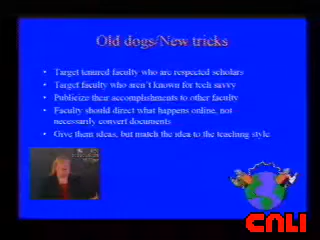 Old dogs/New tricks
• Target tenured faculty who are respected scholars
• Target faculty who aren't known for tech savvy
• Publicize their accomplishments to other faculty
• Faculty should direct what happens online, not
necessarily convert documents
• Give them ideas, but match the idea to the teaching style
CNLI